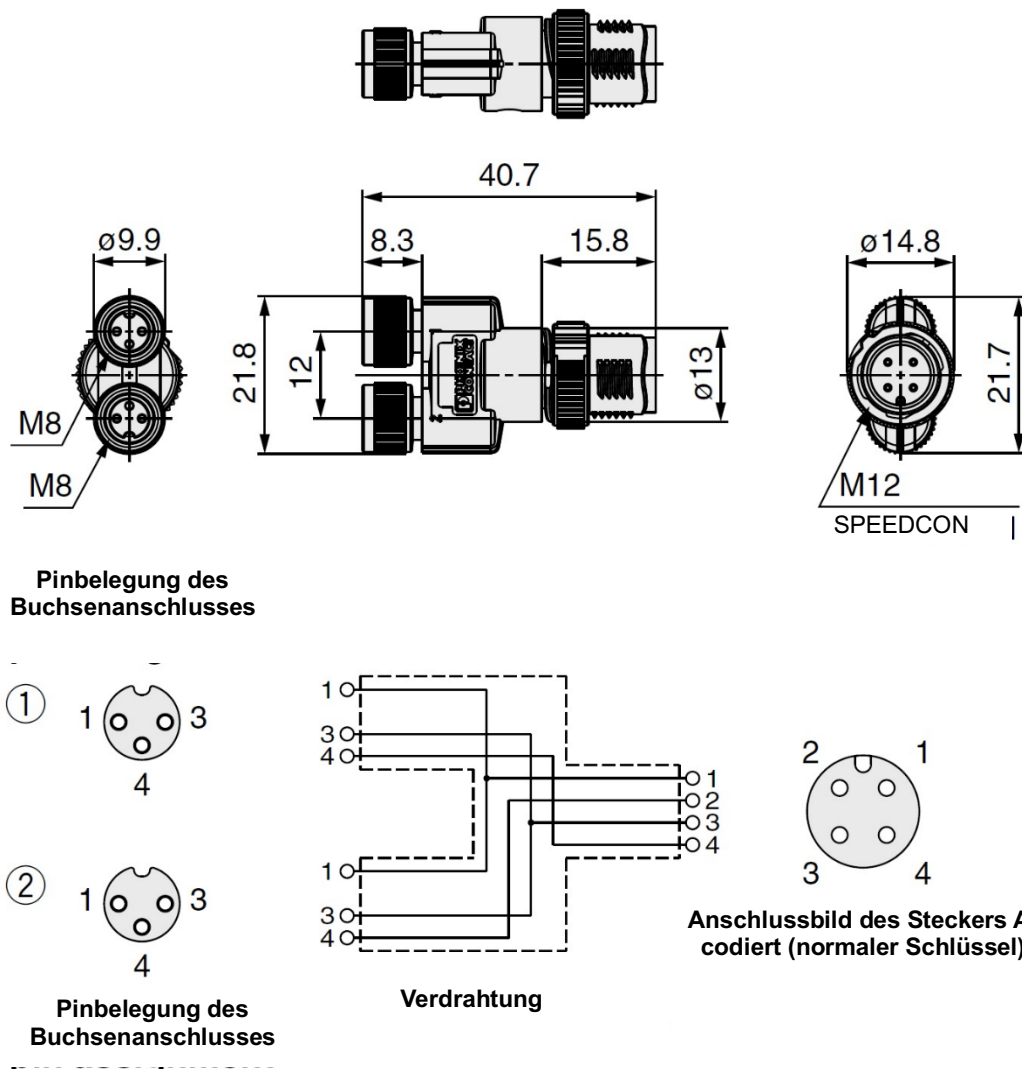 40.7
ø9.9
8.3
15.8
ø14.8
21.8
12
ø13
21.7
M8
M8
M12
SPEEDCON |
Pinbelegung des
Buchsenanschlusses
1
1 3
4
2
1 3
4
Pinbelegung des
Buchsenanschlusses
1
3
4
1
3
4
1
2
3
4
Verdrahtung
2 1
3 4
Anschlussbild des Steckers A
codiert (normaler Schlüssel)